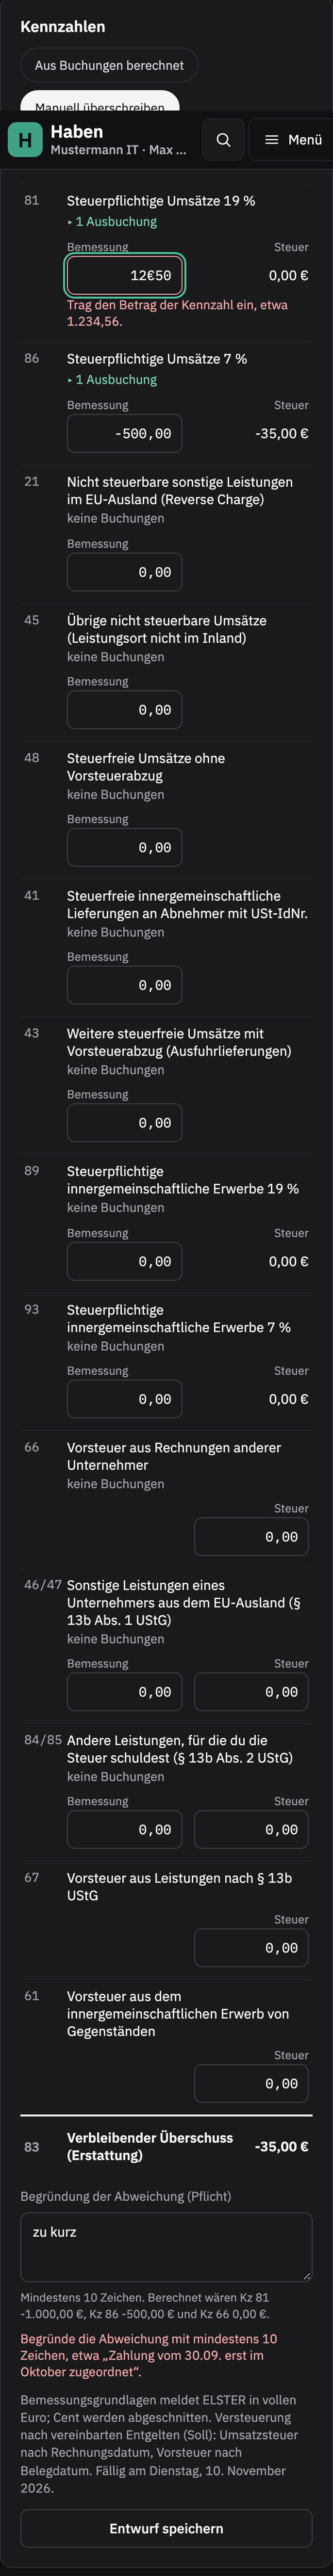 Kennzahlen
Aus Buchungen berechnet
Manuell überschreiben
H
Haben
Mustermann IT · Max ...
Menü
81
Steuerpflichtige Umsätze 19 %
▸ 1 Ausbuchung
Bemessung
Steuer
12€50
0,00 €
Trag den Betrag der Kennzahl ein, etwa
1.234,56.
86
Steuerpflichtige Umsätze 7 %
▸ 1 Ausbuchung
Bemessung
Steuer
-500,00
-35,00 €
21
Nicht steuerbare sonstige Leistungen
im EU-Ausland (Reverse Charge)
keine Buchungen
Bemessung
0,00
45
Übrige nicht steuerbare Umsätze
(Leistungsort nicht im Inland)
keine Buchungen
Bemessung
0,00
48
Steuerfreie Umsätze ohne
Vorsteuerabzug
keine Buchungen
Bemessung
0,00
41
Steuerfreie innergemeinschaftliche
Lieferungen an Abnehmer mit USt-IdNr.
keine Buchungen
Bemessung
0,00
43
Weitere steuerfreie Umsätze mit
Vorsteuerabzug (Ausfuhrlieferungen)
keine Buchungen
Bemessung
0,00
89
Steuerpflichtige
innergemeinschaftliche Erwerbe 19 %
keine Buchungen
Bemessung
Steuer
0,00
0,00 €
93
Steuerpflichtige
innergemeinschaftliche Erwerbe 7 %
keine Buchungen
Bemessung
Steuer
0,00
0,00 €
66
Vorsteuer aus Rechnungen anderer
Unternehmer
keine Buchungen
Steuer
0,00
46/47
Sonstige Leistungen eines
Unternehmers aus dem EU-Ausland (§
13b Abs. 1 UStG)
keine Buchungen
Bemessung
Steuer
0,00
0,00
84/85
Andere Leistungen, für die du die
Steuer schuldest (§ 13b Abs. 2 UStG)
keine Buchungen
Bemessung
Steuer
0,00
0,00
67
Vorsteuer aus Leistungen nach § 13b
UStG
Steuer
0,00
61
Vorsteuer aus dem
innergemeinschaftlichen Erwerb von
Gegenständen
Steuer
0,00
83
Verbleibender Überschuss
(Erstattung)
-35,00 €
Begründung der Abweichung (Pflicht)
zu kurz
Mindestens 10 Zeichen. Berechnet wären Kz 81
-1.000,00 €, Kz 86 -500,00 € und Kz 66 0,00 €.
Begründe die Abweichung mit mindestens 10
Zeichen, etwa „Zahlung vom 30.09. erst im
Oktober zugeordnet“.
Bemessungsgrundlagen meldet ELSTER in vollen
Euro; Cent werden abgeschnitten. Versteuerung
nach vereinbarten Entgelten (Soll): Umsatzsteuer
nach Rechnungsdatum, Vorsteuer nach
Belegdatum. Fällig am Dienstag, 10. November
2026.
Entwurf speichern